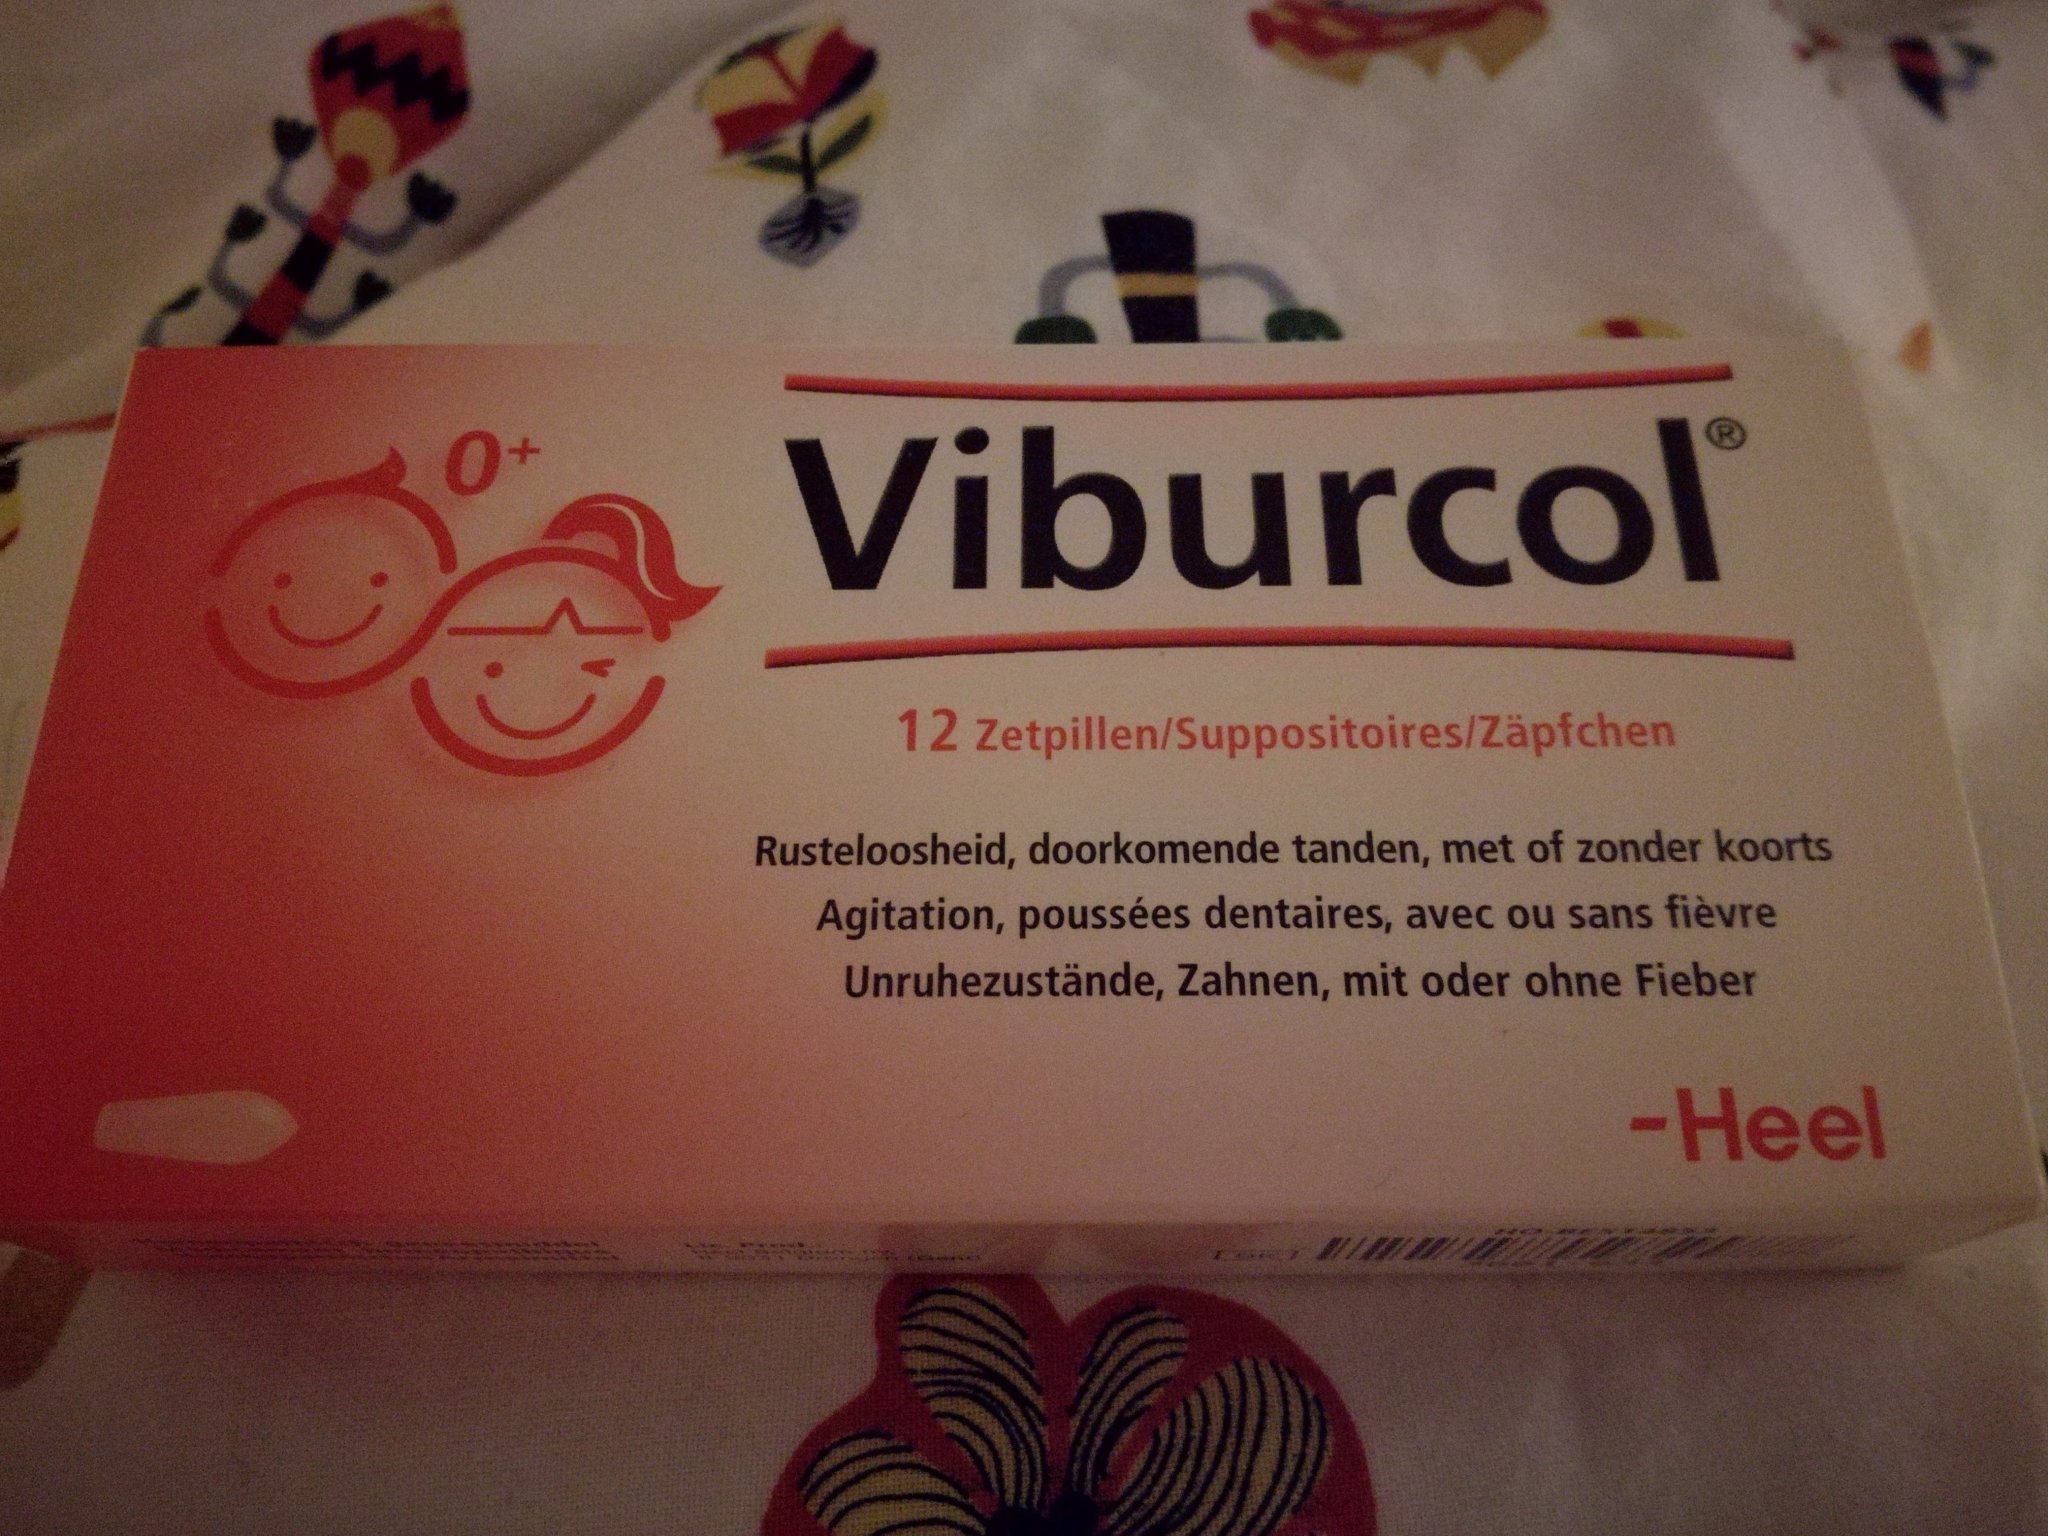 0+
Viburcol®
12 Zetpillen/Suppositoires/Zäpfchen
Rusteloosheid, doorkomende tanden, met of zonder koorts
Agitation, poussées dentaires, avec ou sans fièvre
Unruhezustände, Zahnen, mit oder ohne Fieber
-Heel